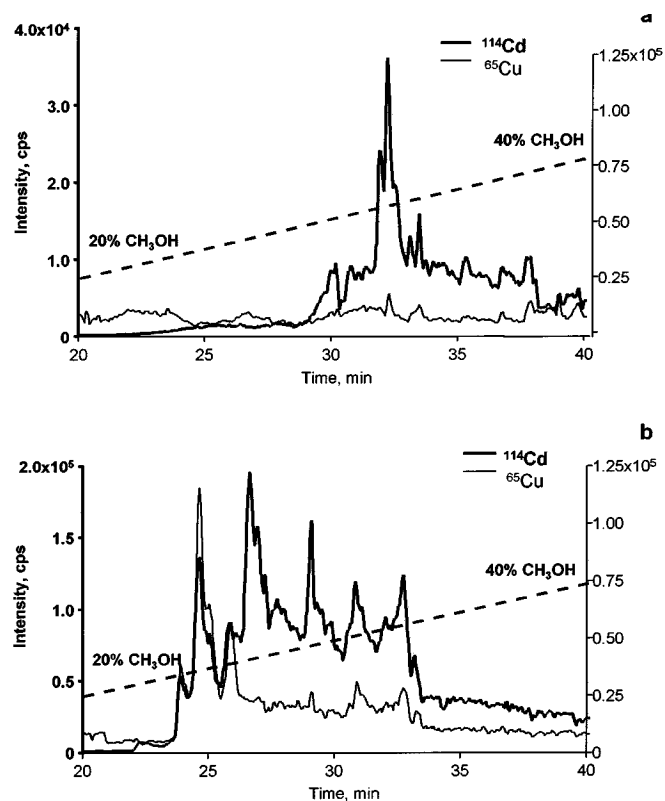 a
4.0x10⁴
¹¹⁴Cd
⁶⁵Cu
1.25x10⁵
3.0
1.00
40% CH₃OH
Intensity, cps
2.0
0.75
20% CH₃OH
0.50
1.0
0.25
0
20 25 30 35 40
Time, min
b
2.0x10⁵
¹¹⁴Cd
⁶⁵Cu
1.25x10⁵
1.5
1.00
40% CH₃OH
Intensity, cps
1.0
0.75
20% CH₃OH
0.50
0.5
0.25
0
0
20 25 30 35 40
Time, min